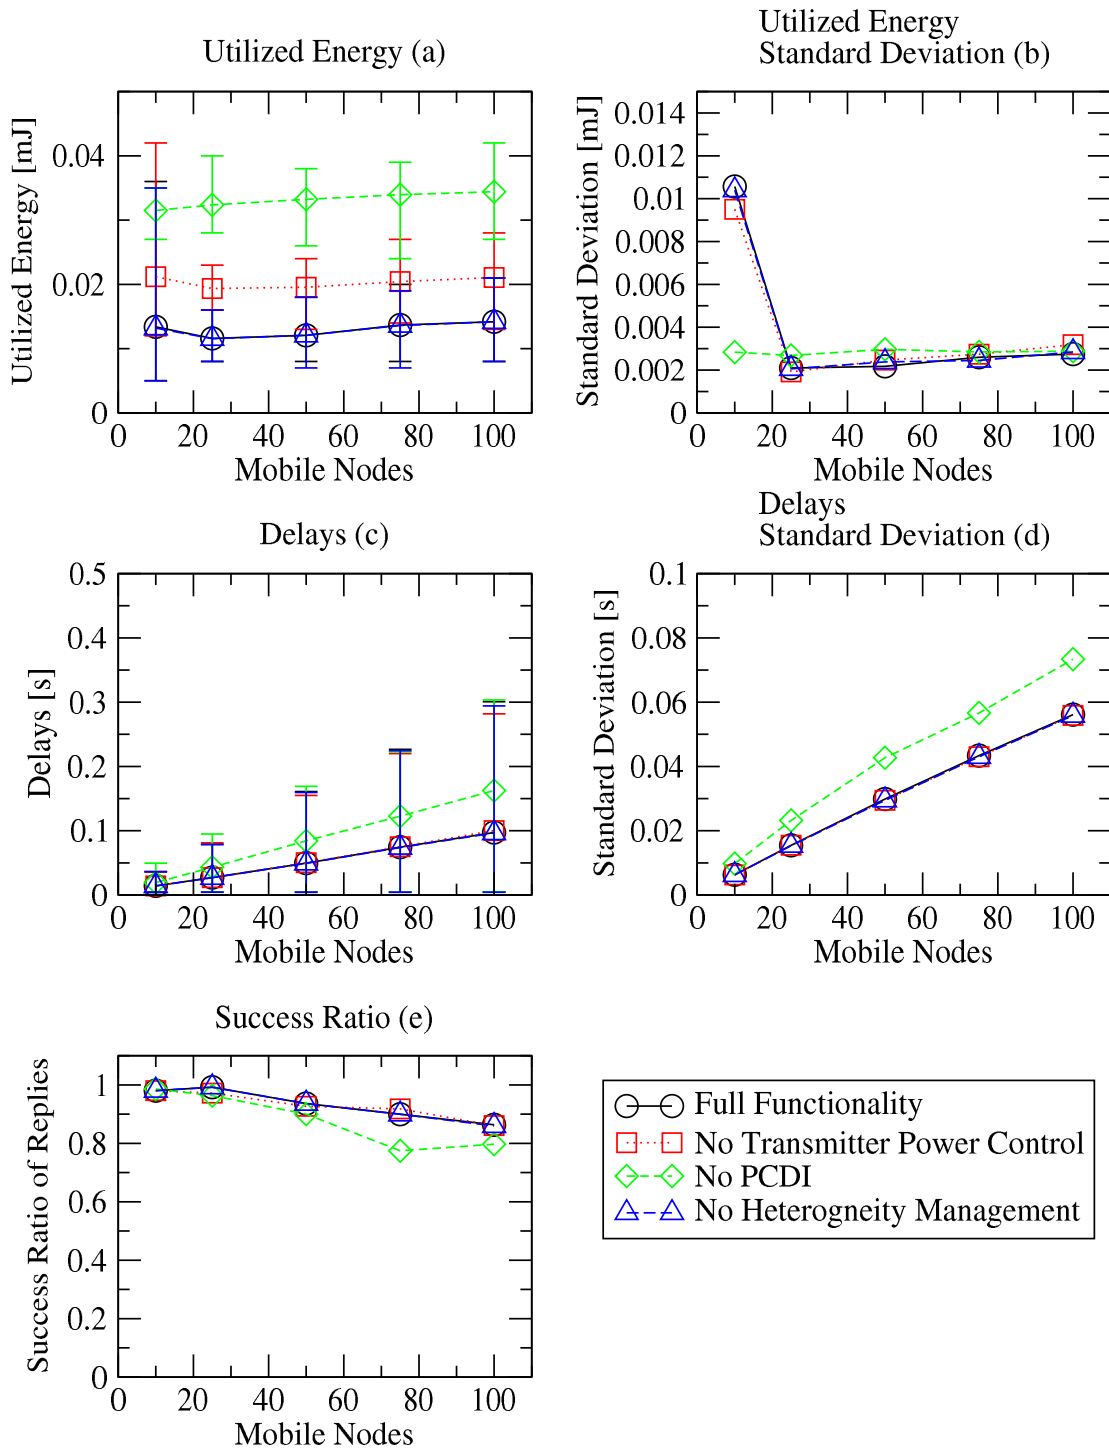 Utilized Energy (a)
Utilized Energy [mJ]
0.04
0.02
0
0 20 40 60 80 100
Mobile Nodes
Utilized Energy
Standard Deviation (b)
Standard Deviation [mJ]
0.014
0.012
0.01
0.008
0.006
0.004
0.002
0
0 20 40 60 80 100
Mobile Nodes
Delays (c)
Delays [s]
0.5
0.4
0.3
0.2
0.1
0
0 20 40 60 80 100
Mobile Nodes
Delays
Standard Deviation (d)
Standard Deviation [s]
0.1
0.08
0.06
0.04
0.02
0
0 20 40 60 80 100
Mobile Nodes
Success Ratio (e)
Success Ratio of Replies
1
0.8
0.6
0.4
0.2
0
0 20 40 60 80 100
Mobile Nodes
Full Functionality
No Transmitter Power Control
No PCDI
No Heterogneity Management